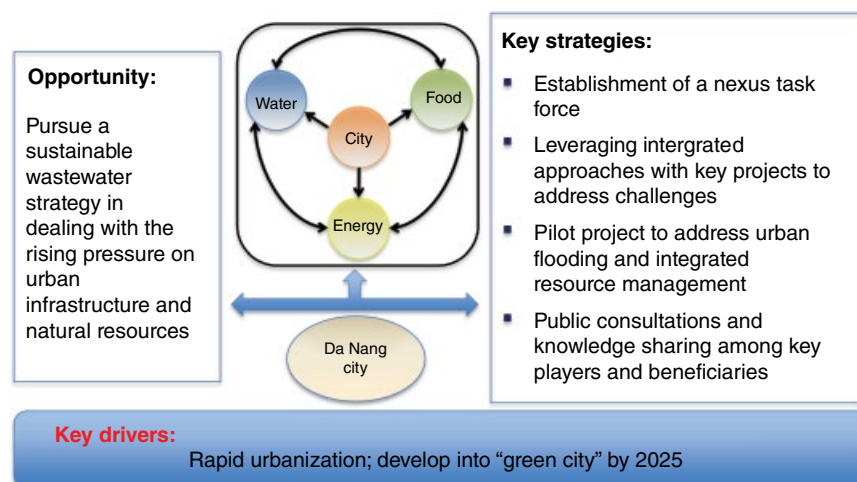 Opportunity:
Pursue a
sustainable
wastewater
strategy in
dealing with the
rising pressure on
urban
infrastructure and
natural resources
Water
Food
City
Energy
Da Nang
city
Key strategies:
▪ Establishment of a nexus task
force
▪ Leveraging intergrated
approaches with key projects to
address challenges
▪ Pilot project to address urban
flooding and integrated
resource management
▪ Public consultations and
knowledge sharing among key
players and beneficiaries
Key drivers:
Rapid urbanization; develop into “green city” by 2025